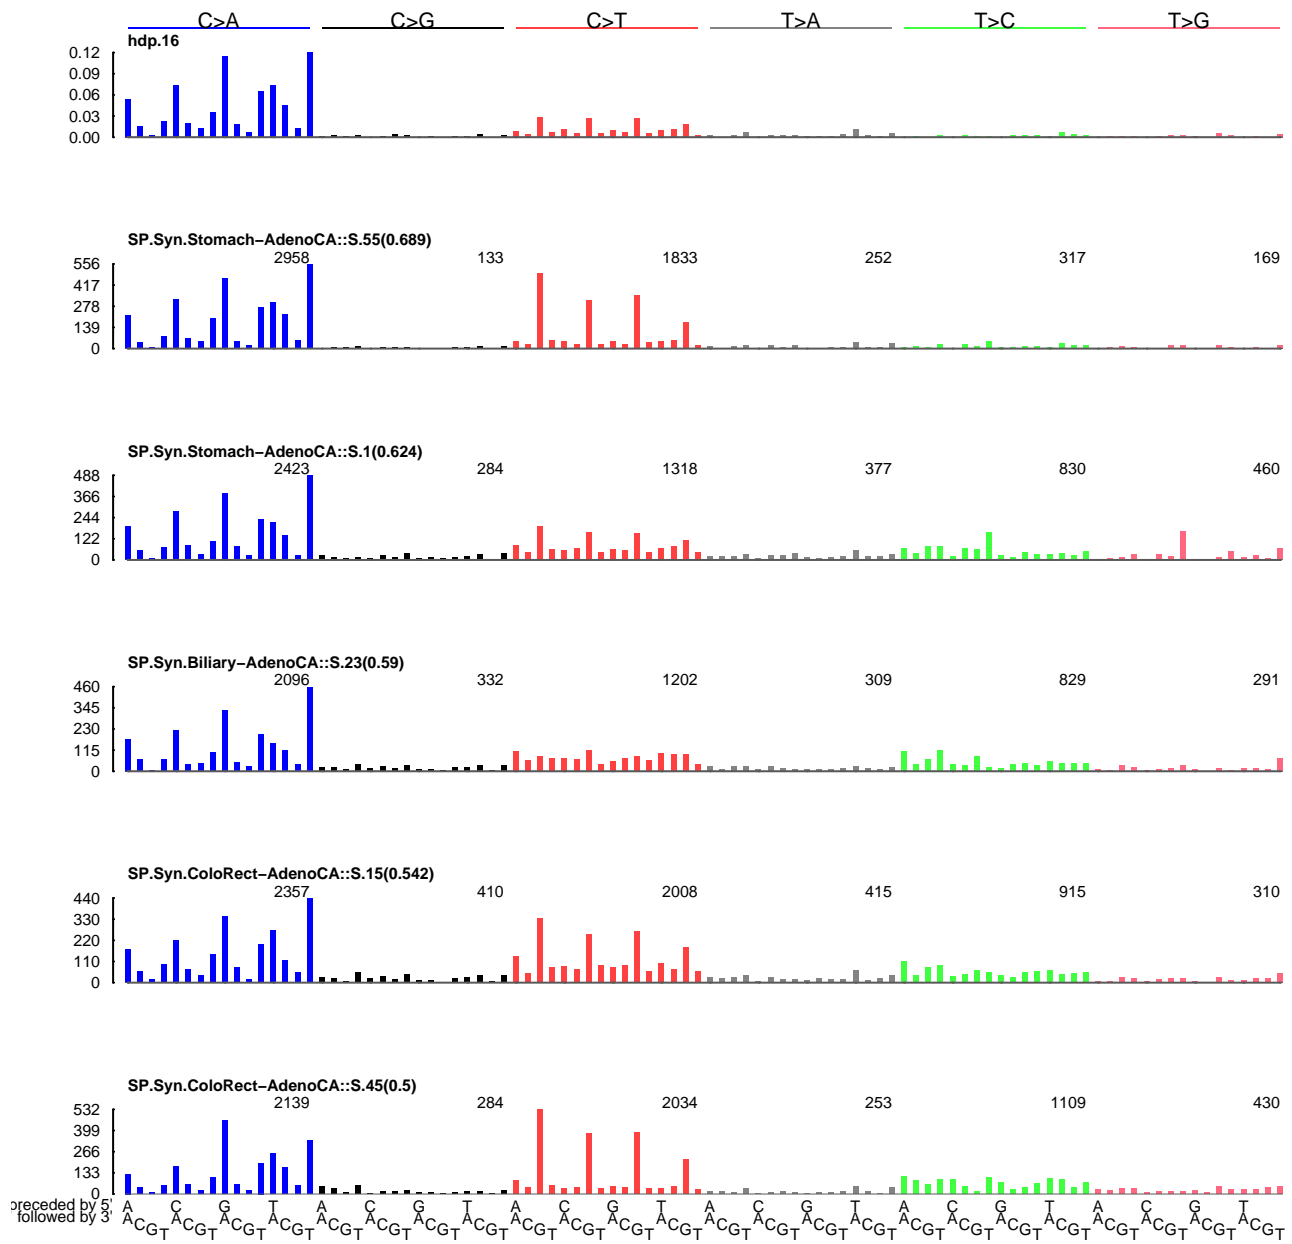 C>A C>G C>T T>A T>C T>G
hdp.16
0.12
0.09
0.06
0.03
0.00
SP.Syn.Stomach−AdenoCA::S.55(0.689)
2958 133 1833 252 317 169
556
417
278
139
0
SP.Syn.Stomach−AdenoCA::S.1(0.624)
2423 284 1318 377 830 460
488
366
244
122
0
SP.Syn.Biliary−AdenoCA::S.23(0.59)
2096 332 1202 309 829 291
460
345
230
115
0
SP.Syn.ColoRect−AdenoCA::S.15(0.542)
2357 410 2008 415 915 310
440
330
220
110
0
SP.Syn.ColoRect−AdenoCA::S.45(0.5)
2139 284 2034 253 1109 430
532
399
266
133
0
preceded by 5' A C G T A C G T A C G T A C G T A C G T A C G T
followed by 3' A C G T A C G T A C G T A C G T A C G T A C G T A C G T A C G T A C G T A C G T A C G T A C G T A C G T A C G T A C G T A C G T A C G T A C G T A C G T A C G T A C G T A C G T A C G T A C G T